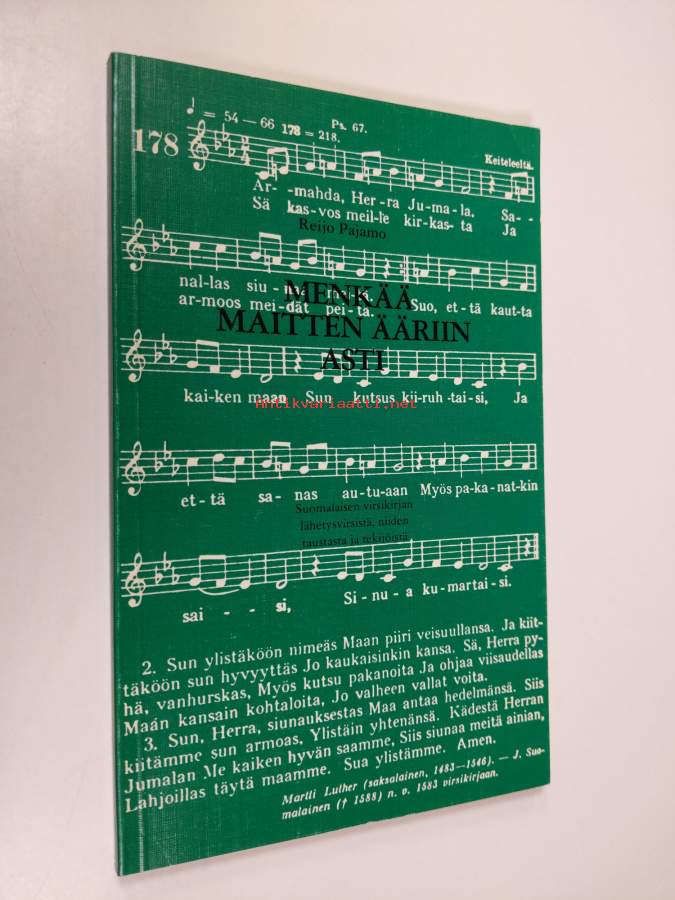 ♩ = 54 — 66 178 = 218. Ps. 67.
178
Keiteleeltä.
Ar- -mahda, Her-ra Ju-ma-la, Sa- -
Sä kas-vos meil-le kir-kas-ta Ja
Reijo Pajamo
nal-las siu-naa mei-tä. Suo, et-tä kaut-ta
ar-moos mei-dät pei-tä.
MENKÄÄ
MAITTEN ÄÄRIIN
ASTI
kai-ken maan Sun kutsus kii-ruh-tai-si, Ja
Antikvariaatti.net
et-tä sa-nas au-tu-aan Myös pa-ka-nat-kin
Suomalaisen virsikirjan
lähetysvirsistä, niiden
taustasta ja tekijöistä
sai - - si, Si-nu-a ku-martai-si.
2. Sun ylistäköön nimeäs Maan piiri veisuullansa. Ja kiit-
täköön sun hyvyyttäs Jo kaukaisinkin kansa. Sä, Herra py-
hä, vanhurskas, Myös kutsu pakanoita Ja ohjaa viisaudellas
Maan kansain kohtaloita, Jo valheen vallat voita.
3. Sun, Herra, siunauksestas Maa antaa hedelmänsä. Siis
kiitämme sun armoas, Ylistäin yhtenänsä. Kädestä Herran
Jumalan Me kaiken hyvän saamme, Siis siunaa meitä ainian,
Lahjoillas täytä maamme. Sua ylistämme. Amen.
Martti Luther (saksalainen, 1483—1546). — J. Suo-
malainen († 1588) n. v. 1583 virsikirjaan.